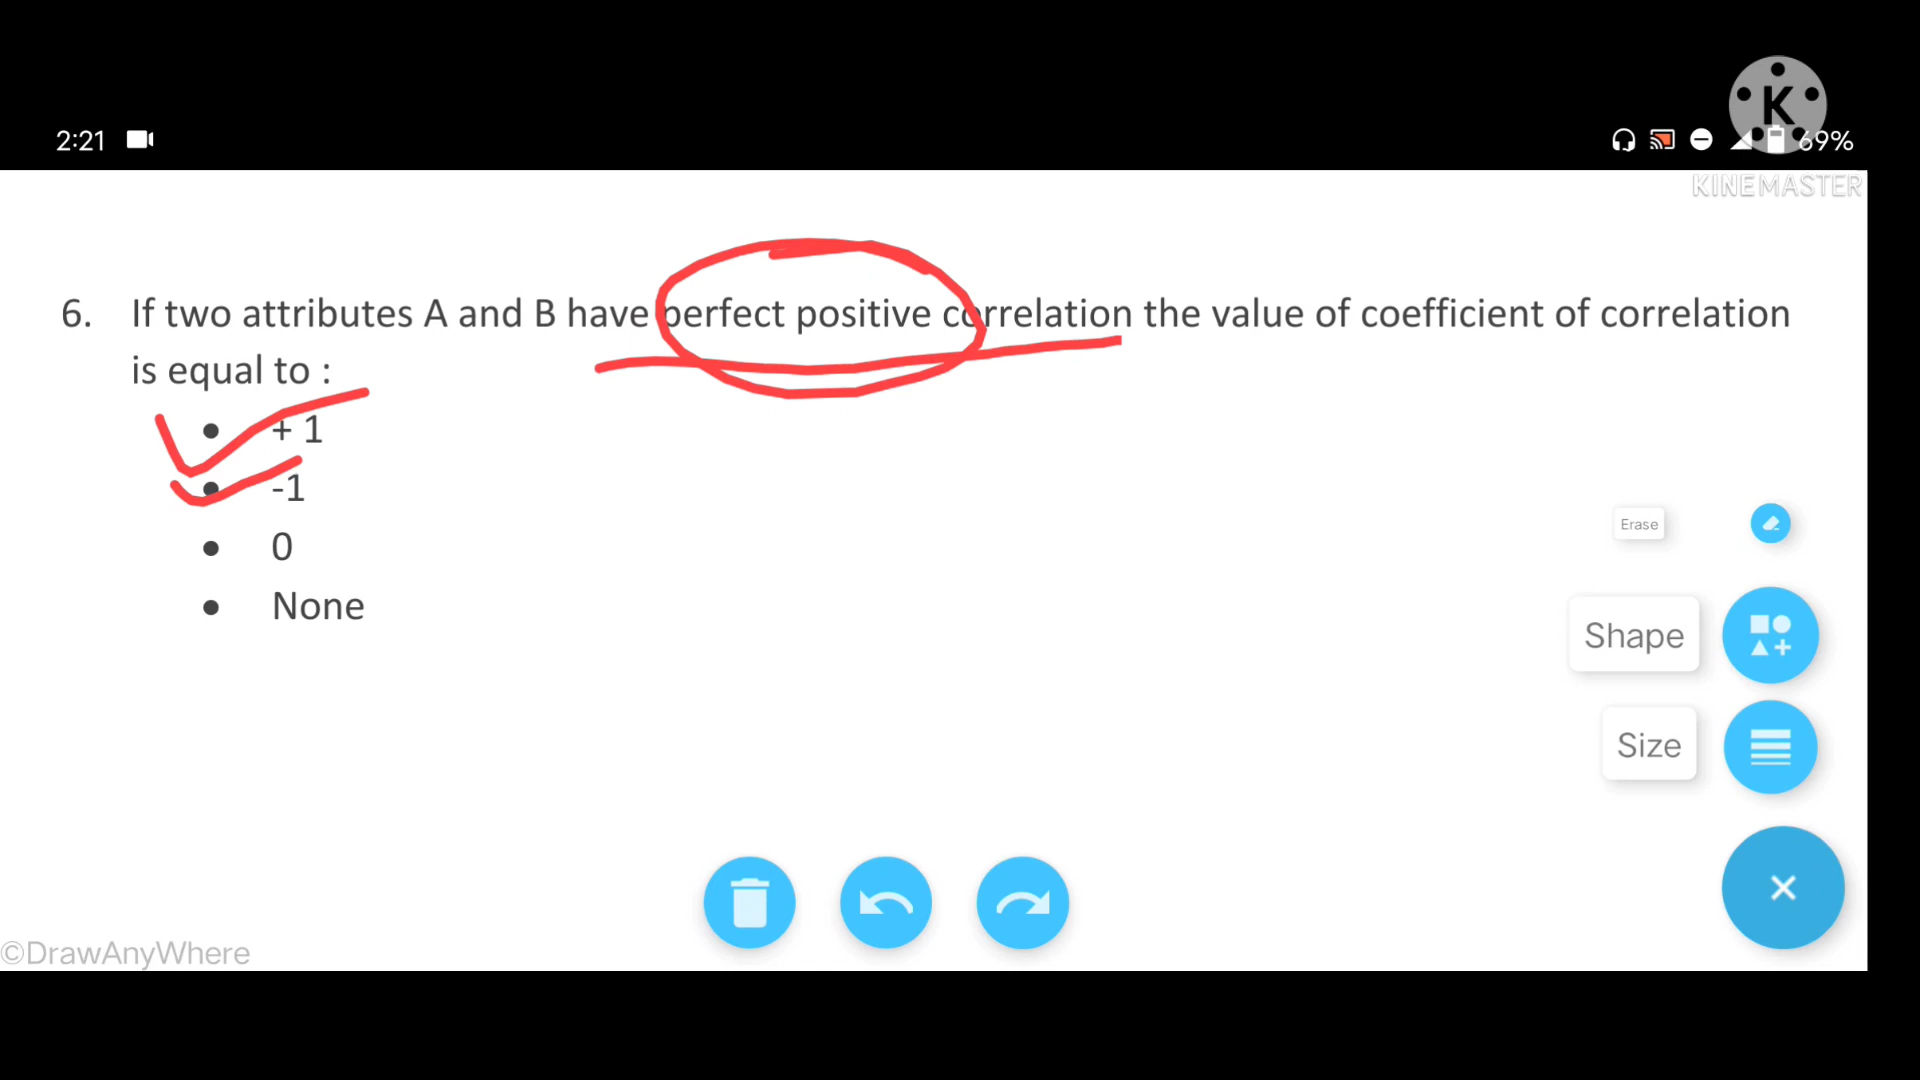 2:21
69%
KINEMASTER
6. If two attributes A and B have perfect positive correlation the value of coefficient of correlation
is equal to :
• + 1
• -1
• 0
• None
Erase
Shape
Size
©DrawAnyWhere